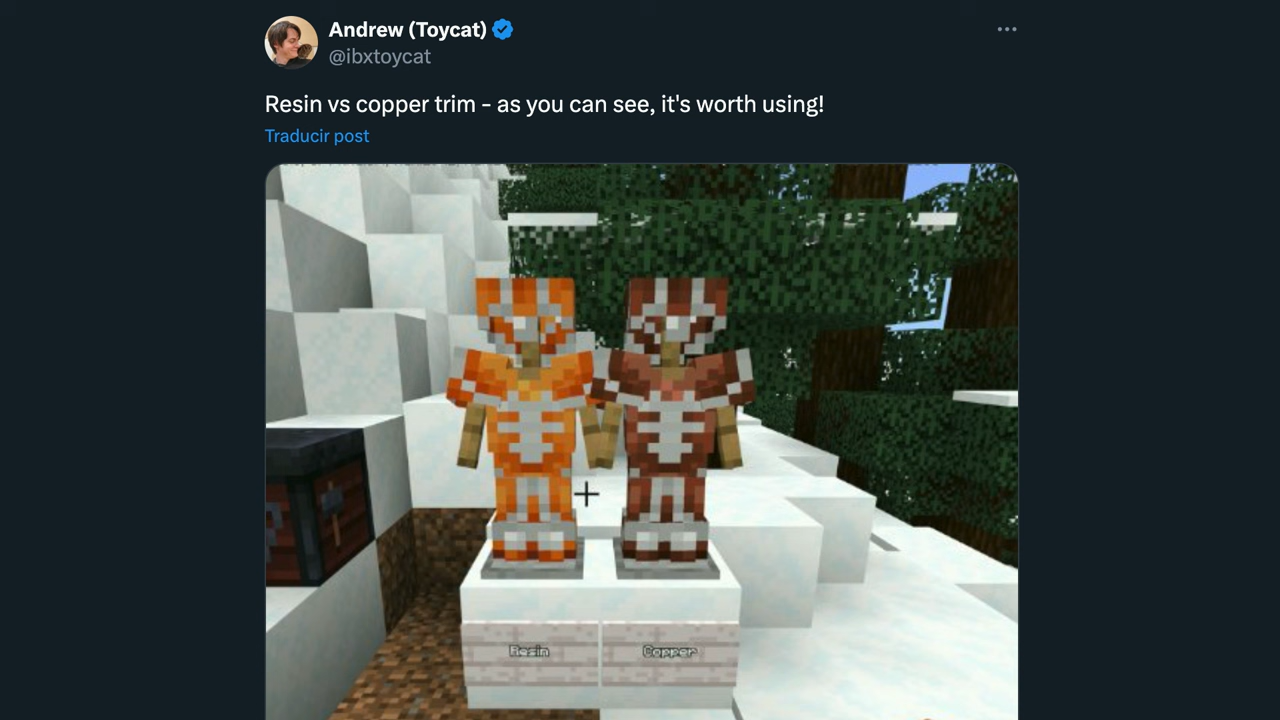 Andrew (Toycat)
@ibxtoycat
Resin vs copper trim - as you can see, it's worth using!
Traducir post
Resin
Copper